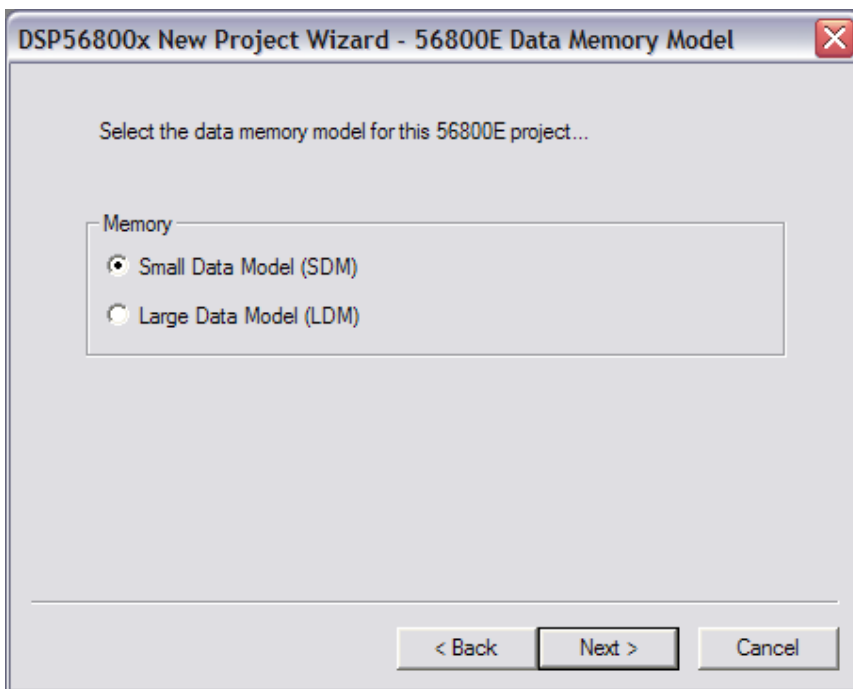 DSP56800x New Project Wizard - 56800E Data Memory Model
Select the data memory model for this 56800E project...
Memory
Small Data Model (SDM)
Large Data Model (LDM)
< Back Next > Cancel